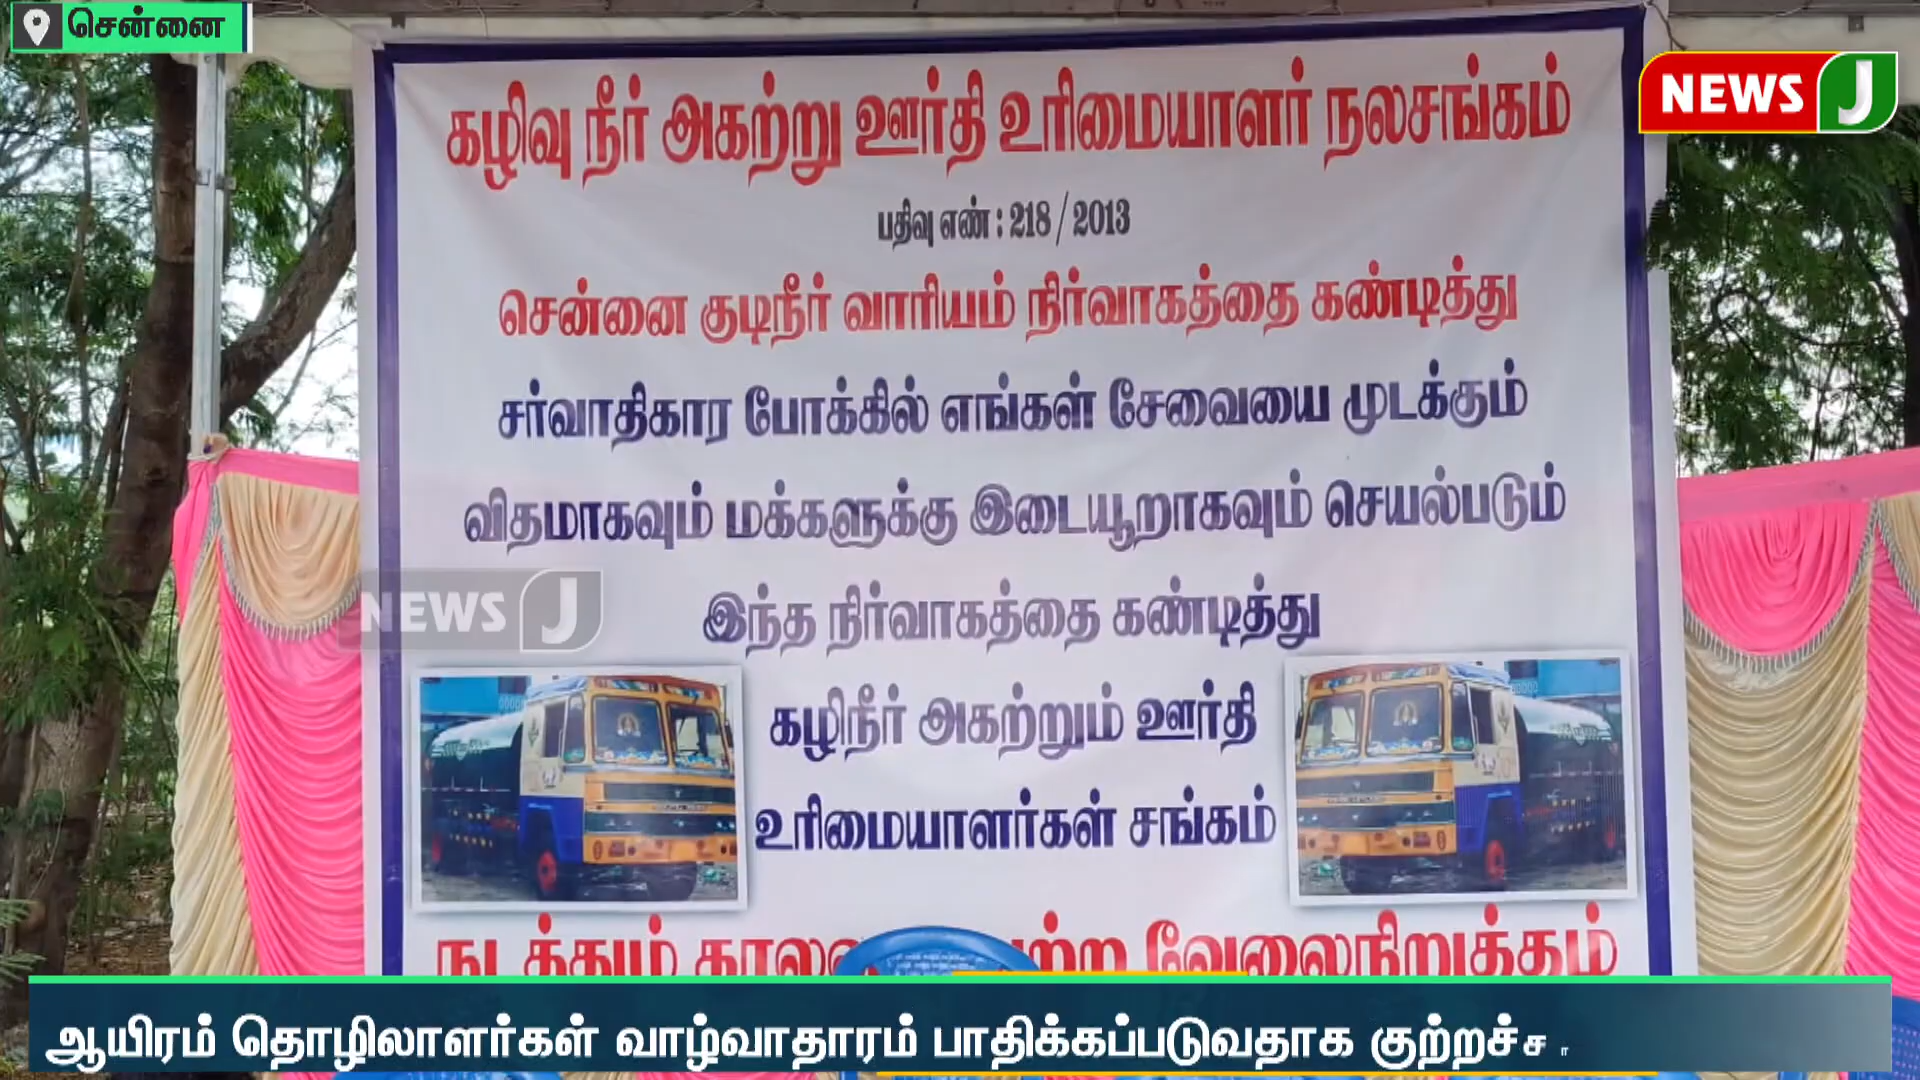 சென்னை
NEWS J
கழிவு நீர் அகற்று ஊர்தி உரிமையாளர் நலசங்கம்
பதிவு எண் : 218 / 2013
சென்னை குடிநீர் வாரியம் நிர்வாகத்தை கண்டித்து
சர்வாதிகார போக்கில் எங்கள் சேவையை முடக்கும்
விதமாகவும் மக்களுக்கு இடையூறாகவும் செயல்படும்
இந்த நிர்வாகத்தை கண்டித்து
NEWS J
கழிநீர் அகற்றும் ஊர்தி
உரிமையாளர்கள் சங்கம்
நடக்கும் வேலைநிறுத்தம்
ஆயிரம் தொழிலாளர்கள் வாழ்வாதாரம் பாதிக்கப்படுவதாக